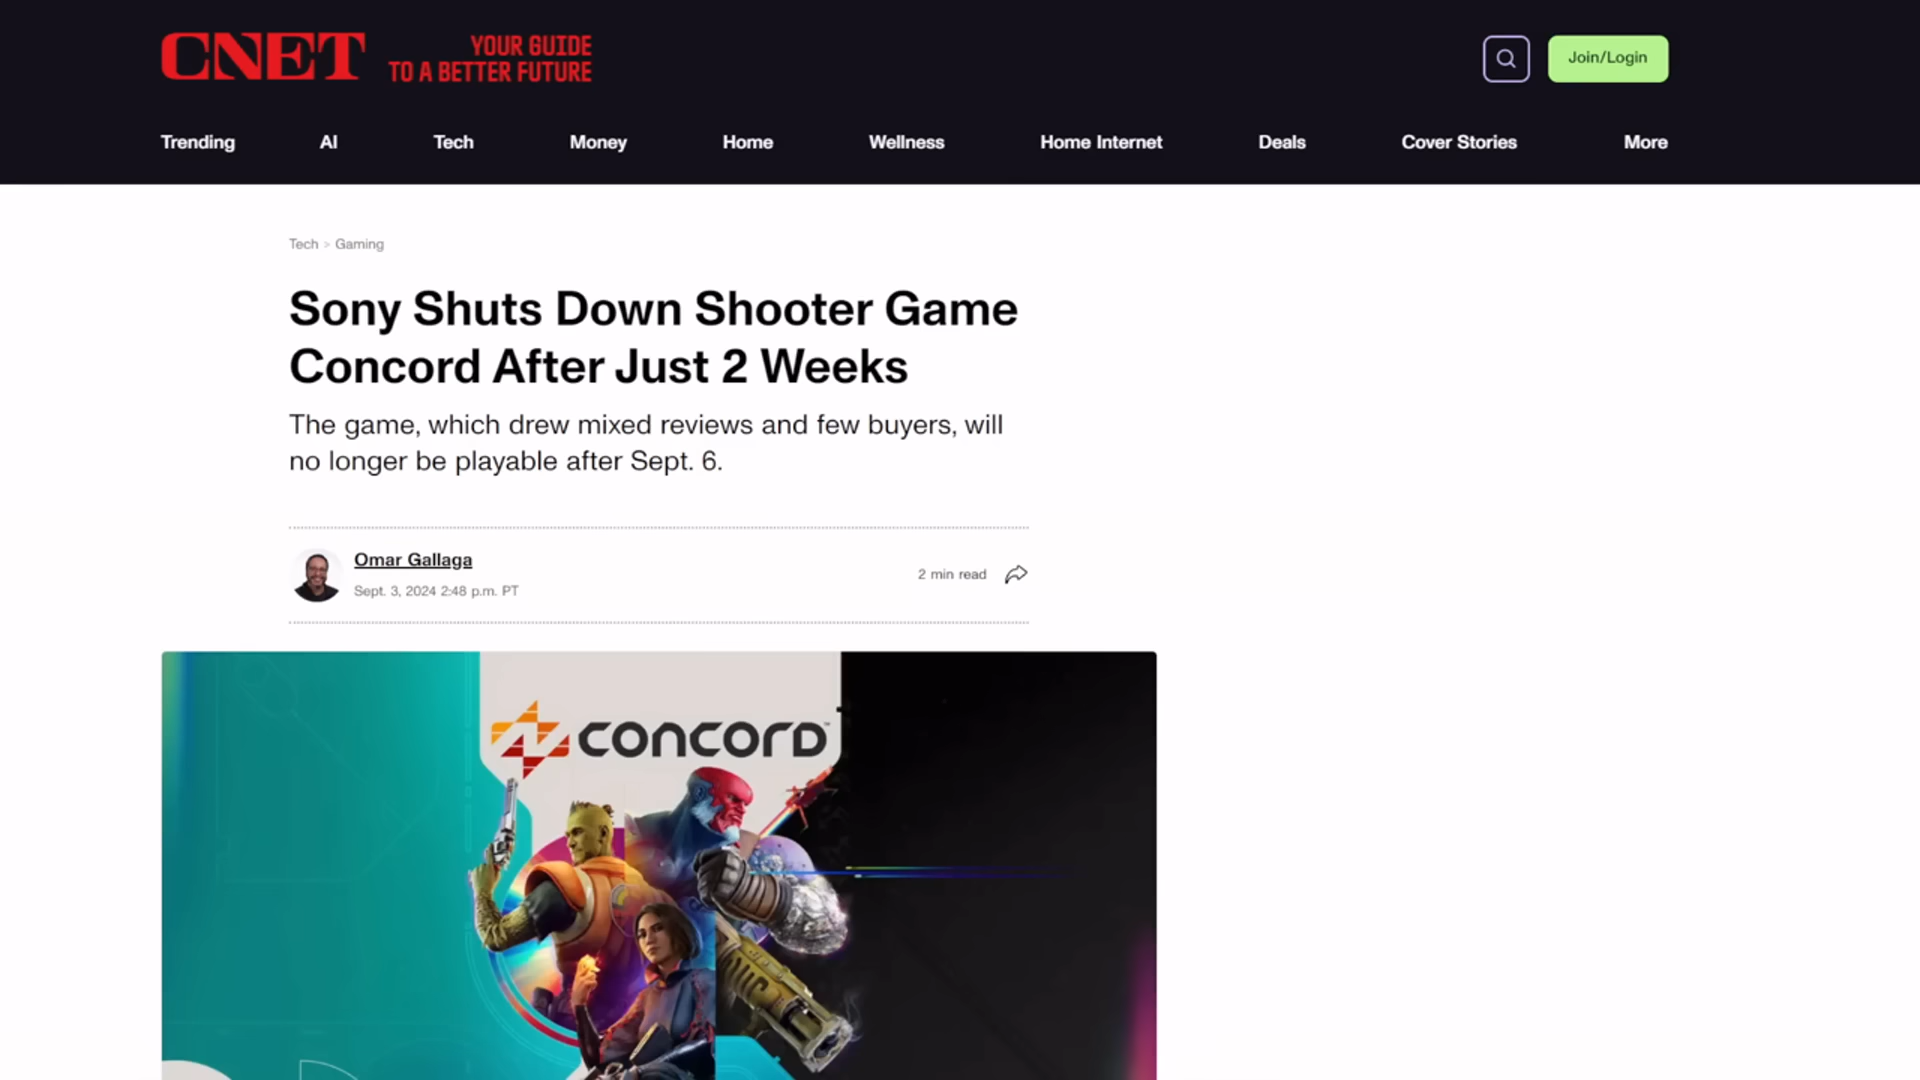 CNET
YOUR GUIDE
TO A BETTER FUTURE
Join/Login
Trending AI Tech Money Home Wellness Home Internet Deals Cover Stories More
Tech > Gaming
Sony Shuts Down Shooter Game
Concord After Just 2 Weeks
The game, which drew mixed reviews and few buyers, will
no longer be playable after Sept. 6.
Omar Gallaga
Sept. 3, 2024 2:48 p.m. PT
2 min read
CONCORD™